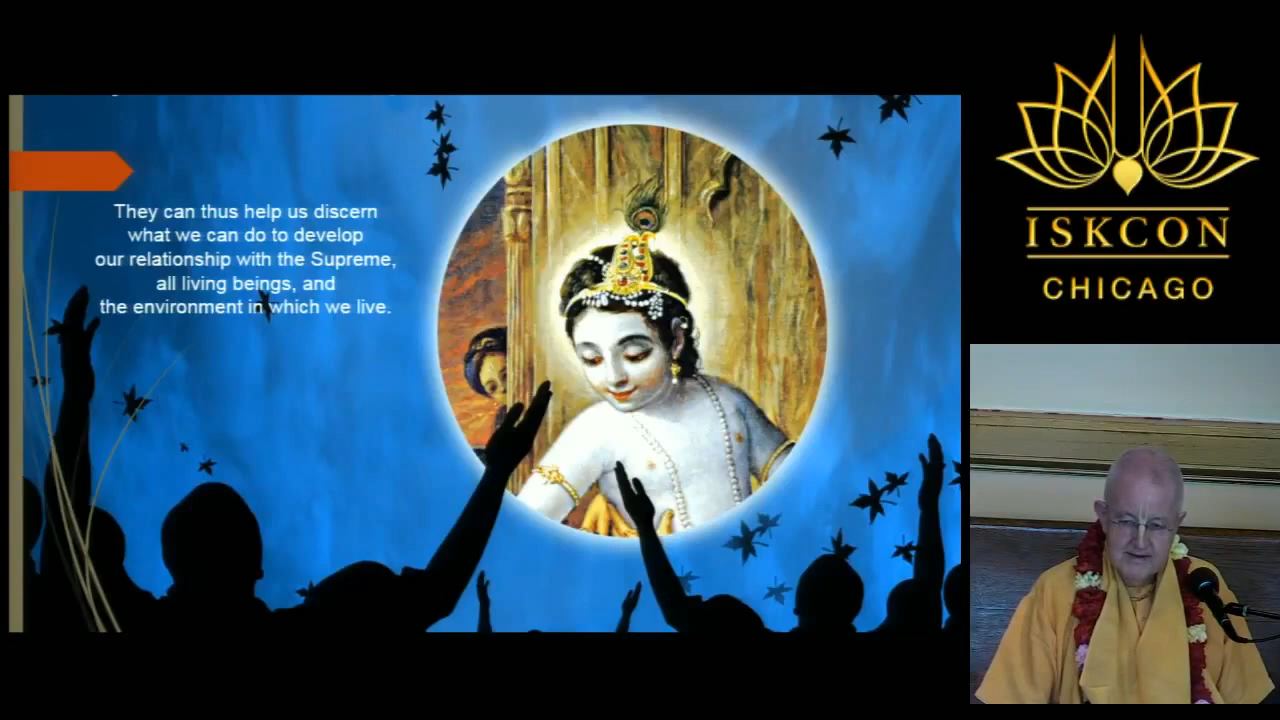 They can thus help us discern
what we can do to develop
our relationship with the Supreme,
all living beings, and
the environment in which we live.
ISKCON
CHICAGO